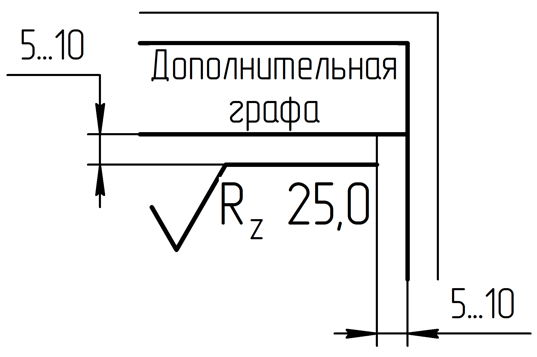 5...10
Дополнительная
графа
Rz 25,0
5...10